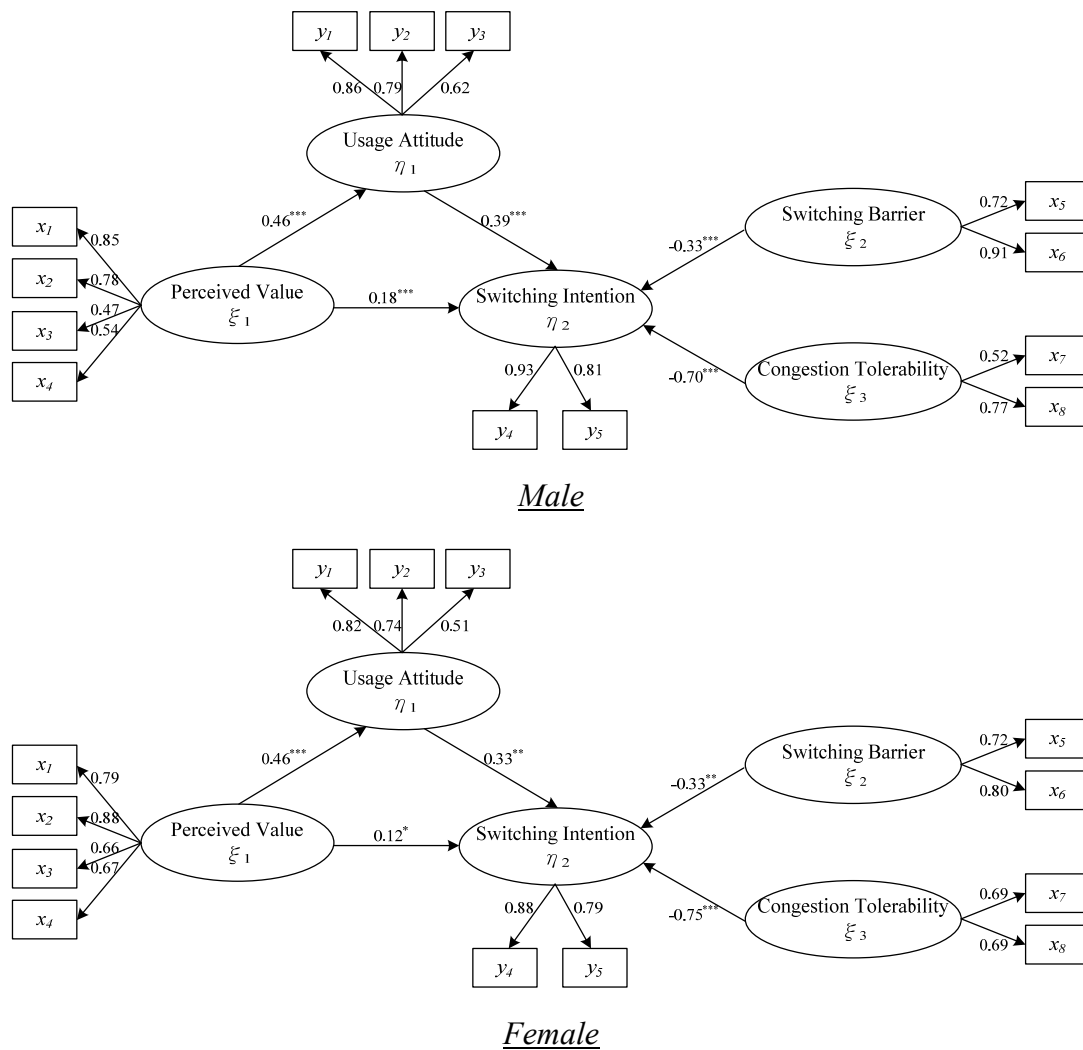 y1 y2 y3
0.86 0.79 0.62
Usage Attitude
η 1
0.46*** 0.39***
x1
x2
x3
x4
0.85
0.78
0.47
0.54
Perceived Value
ξ 1
0.18***
Switching Intention
η 2
0.93 0.81
y4 y5
-0.33***
-0.70***
Switching Barrier
ξ 2
0.72
0.91
x5
x6
Congestion Tolerability
ξ 3
0.52
0.77
x7
x8
Male
y1 y2 y3
0.82 0.74 0.51
Usage Attitude
η 1
0.46*** 0.33**
x1
x2
x3
x4
0.79
0.88
0.66
0.67
Perceived Value
ξ 1
0.12*
Switching Intention
η 2
0.88 0.79
y4 y5
-0.33**
-0.75***
Switching Barrier
ξ 2
0.72
0.80
x5
x6
Congestion Tolerability
ξ 3
0.69
0.69
x7
x8
Female